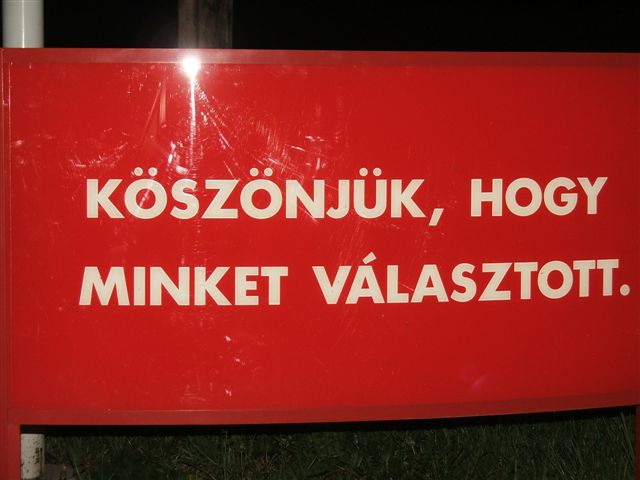 KÖSZÖNJÜK, HOGY
MINKET VÁLASZTOTT.